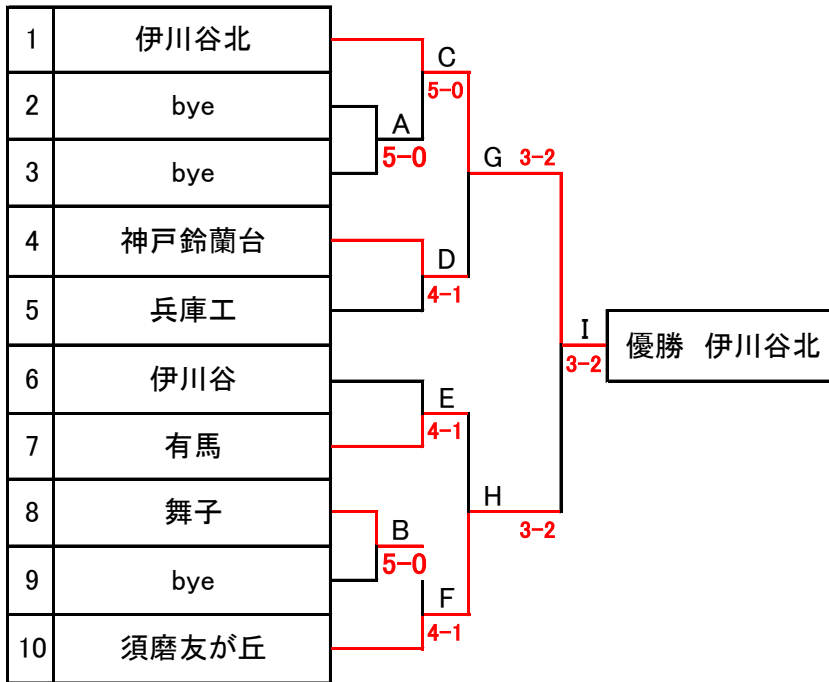 1 伊川谷北
2 bye
3 bye
4 神戸鈴蘭台
5 兵庫工
6 伊川谷
7 有馬
8 舞子
9 bye
10 須磨友が丘
A
5-0
B
5-0
C
5-0
D
4-1
E
4-1
F
4-1
G 3-2
H
3-2
I
3-2
優勝 伊川谷北